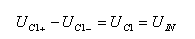 U_{C1+} − U_{C1−} = U_{C1} = U_{IN}